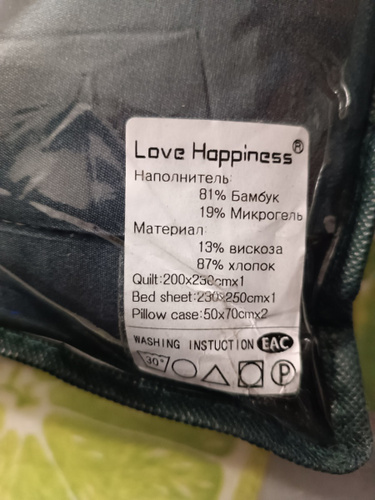 Love Happiness®
Наполнитель:
81% Бамбук
19% Микрогель
Материал:
13% вискоза
87% хлопок
Quilt:200x230cmx1
Bed sheet:230x250cmx1
Pillow case:50x70cmx2
WASHING INSTUCTION EAC
30° P